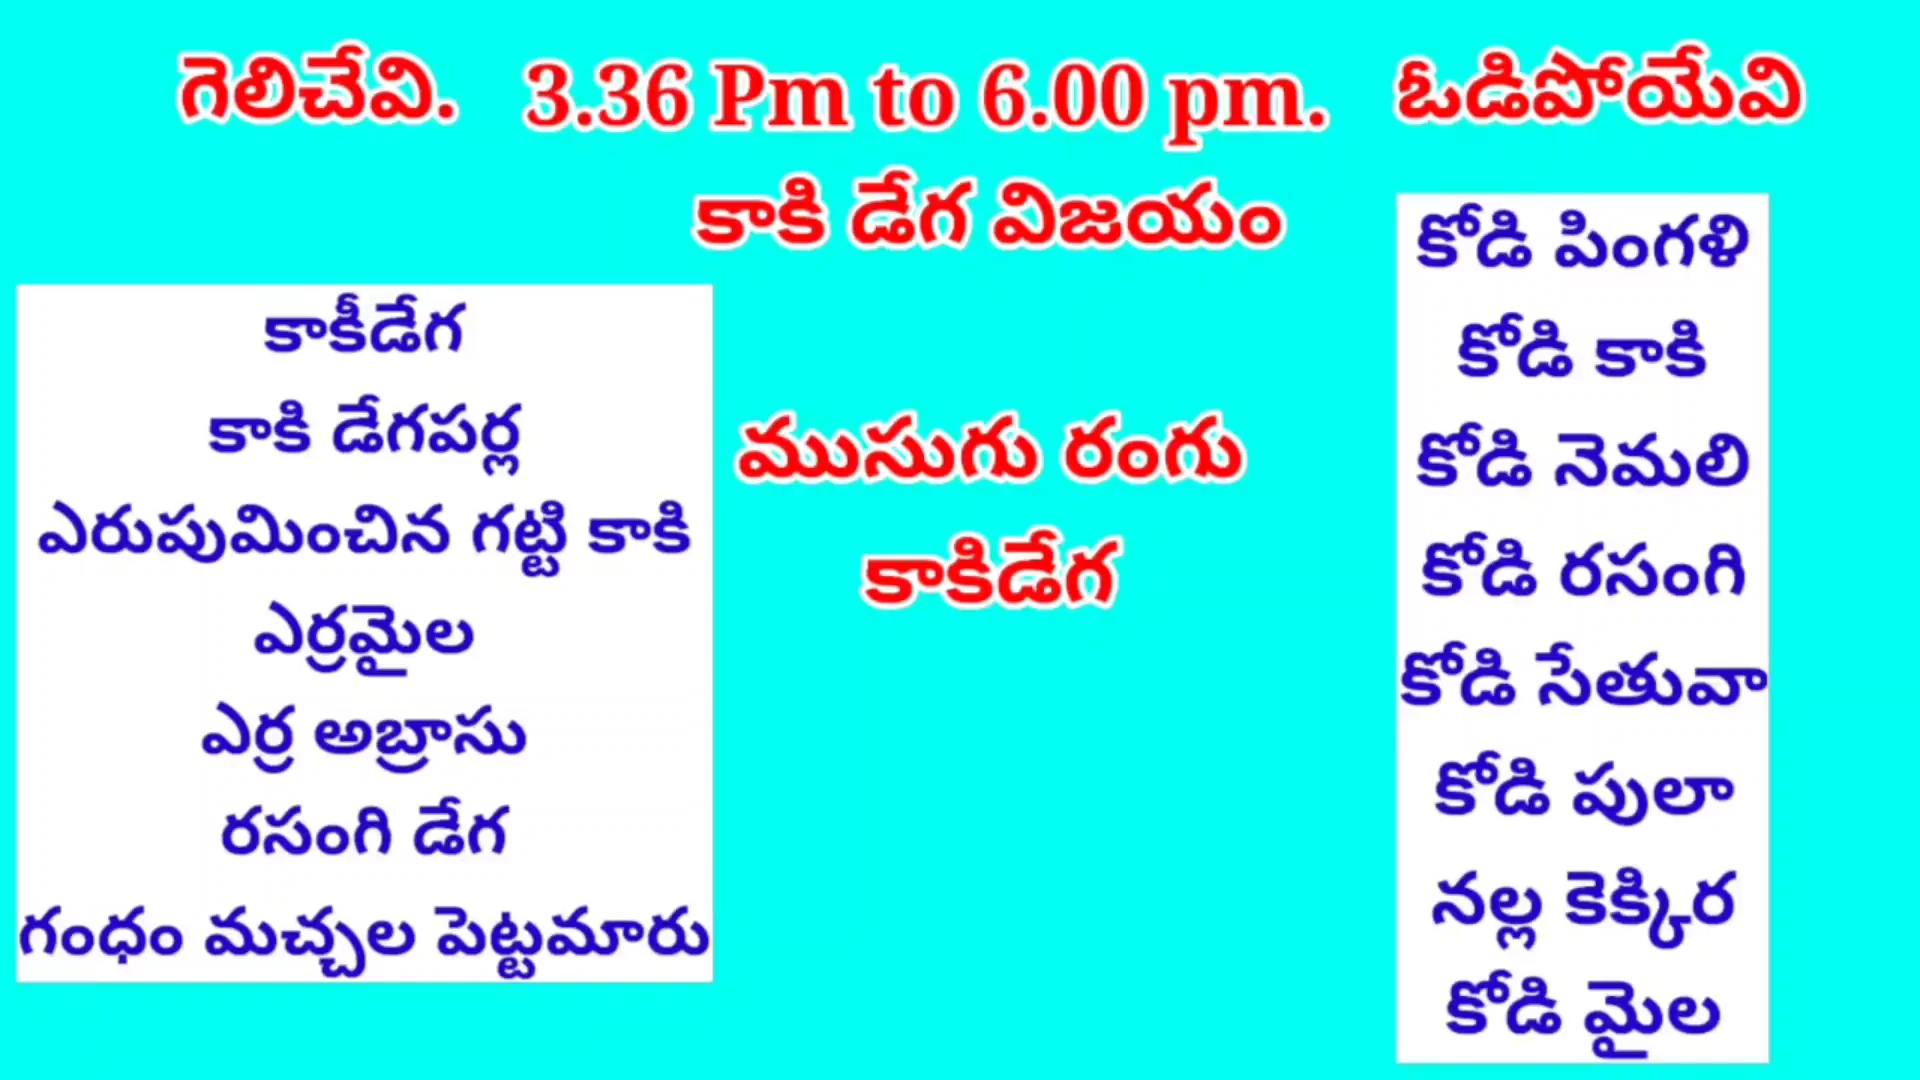 గెలిచేవి. 3.36 Pm to 6.00 pm. ఓడిపోయేవి
కాకి డేగ విజయం
కాకీడేగ
కాకి డేగపర్ల
ఎరుపుమించిన గట్టి కాకి
ఎర్రమైల
ఎర్ర అబ్రాసు
రసంగి డేగ
గంధం మచ్చల పెట్టమారు
ముసుగు రంగు
కాకిడేగ
కోడి పింగళి
కోడి కాకి
కోడి నెమలి
కోడి రసంగి
కోడి సేతువా
కోడి పులా
నల్ల కెక్కిర
కోడి మైల